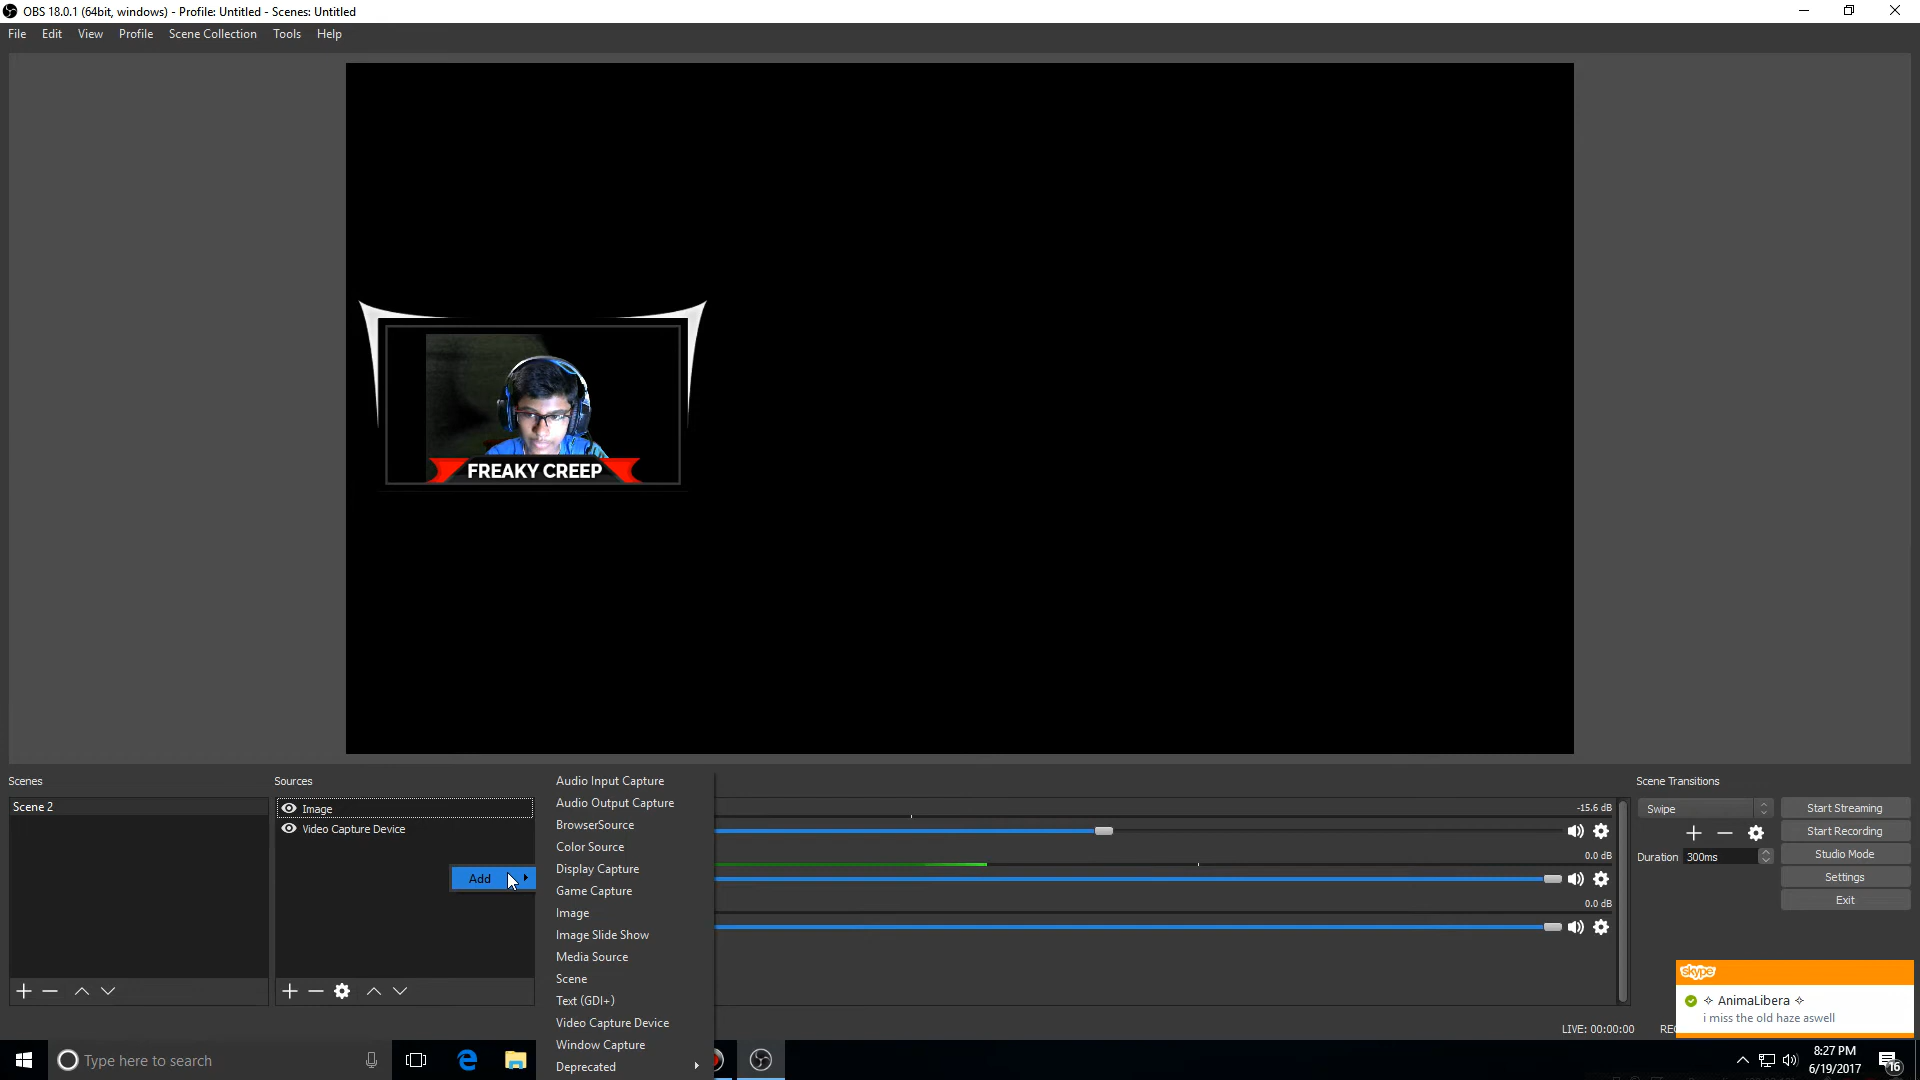 OBS 18.0.1 (64bit, windows) - Profile: Untitled - Scenes: Untitled
File Edit View Profile Scene Collection Tools Help
FREAKY CREEP
Scenes
Scene 2
Sources
Image
Video Capture Device
Add
Audio Input Capture
Audio Output Capture
BrowserSource
Color Source
Display Capture
Game Capture
Image
Image Slide Show
Media Source
Scene
Text (GDI+)
Video Capture Device
Window Capture
Deprecated
-15.6 dB
0.0 dB
0.0 dB
Scene Transitions
Swipe
Duration 300ms
Start Streaming
Start Recording
Studio Mode
Settings
Exit
skype
✧ AnimaLibera ✧
i miss the old haze aswell
LIVE: 00:00:00
Type here to search
8:27 PM
6/19/2017
16